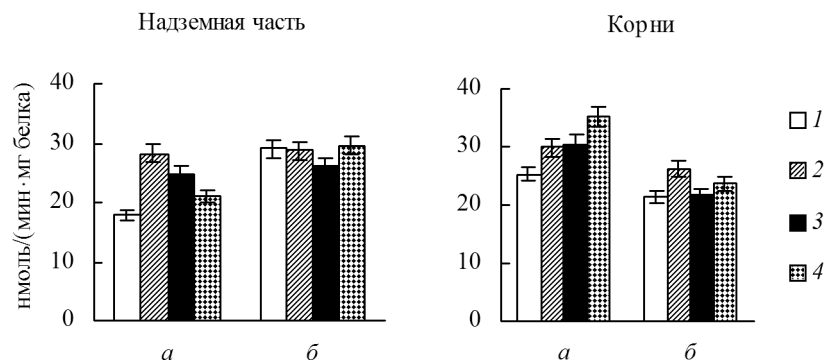 Надземная часть
Корни
нмоль/(мин·мг белка)
40
30
20
10
0
а
б
40
30
20
10
0
а
б
1
2
3
4